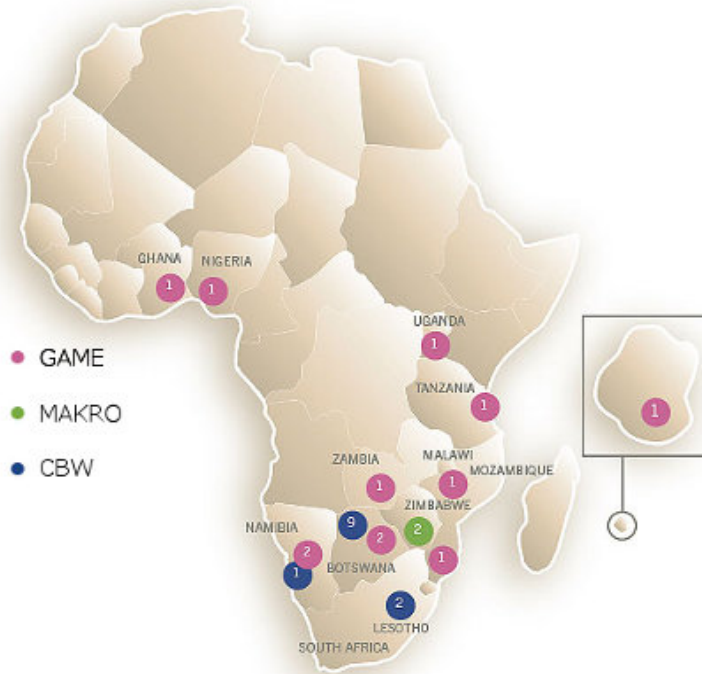 GHANA
NIGERIA
1
1
UGANDA
1
GAME
TANZANIA
1
1
MAKRO
CBW
ZAMBIA
MALAWI
MOZAMBIQUE
1
1
ZIMBABWE
NAMIBIA
9
2
2
2
1
1
BOTSWANA
2
LESOTHO
SOUTH AFRICA